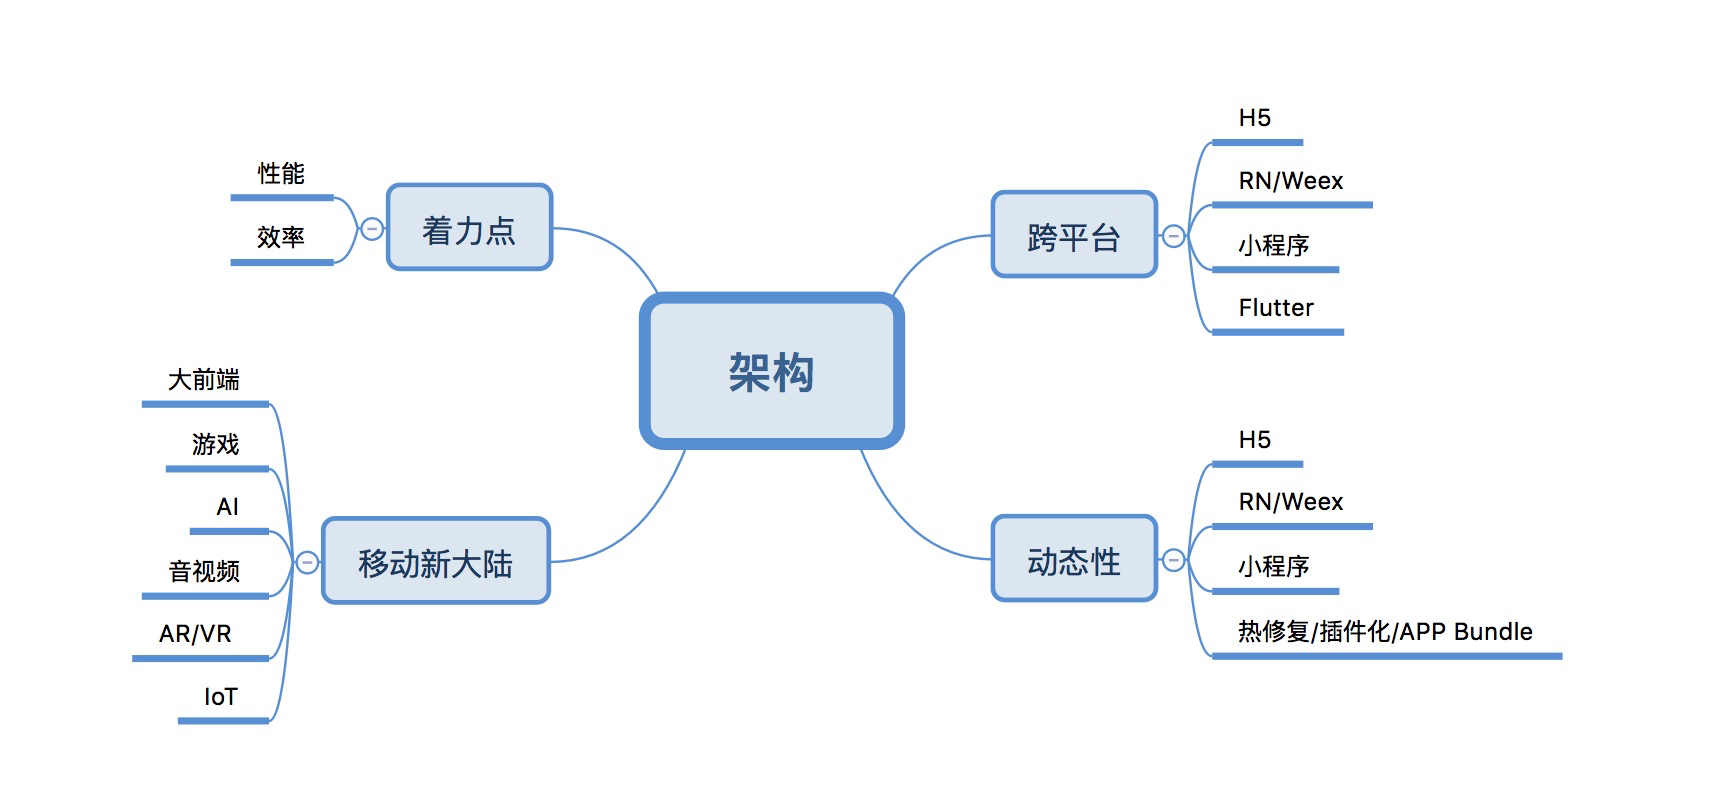 架构
着力点
性能
效率
移动新大陆
大前端
游戏
AI
音视频
AR/VR
IoT
跨平台
H5
RN/Weex
小程序
Flutter
动态性
H5
RN/Weex
小程序
热修复/插件化/APP Bundle